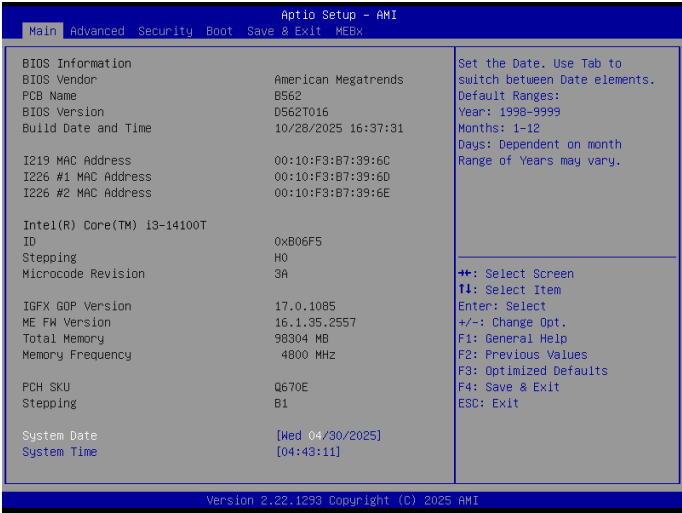 Aptio Setup - AMI
Main Advanced Security Boot Save & Exit MEBx
BIOS Information
BIOS Vendor American Megatrends
PCB Name B562
BIOS Version D562T016
Build Date and Time 10/28/2025 16:37:31
I219 MAC Address 00:10:F3:B7:39:6C
I226 #1 MAC Address 00:10:F3:B7:39:6D
I226 #2 MAC Address 00:10:F3:B7:39:6E
Intel(R) Core(TM) i3-14100T
ID 0xB06F5
Stepping H0
Microcode Revision 3A
IGFX GOP Version 17.0.1085
ME FW Version 16.1.35.2557
Total Memory 98304 MB
Memory Frequency 4800 MHz
PCH SKU Q670E
Stepping B1
System Date [Wed 04/30/2025]
System Time [04:43:11]
Set the Date. Use Tab to
switch between Date elements.
Default Ranges:
Year: 1998-9999
Months: 1-12
Days: Dependent on month
Range of Years may vary.
→←: Select Screen
↑↓: Select Item
Enter: Select
+/-: Change Opt.
F1: General Help
F2: Previous Values
F3: Optimized Defaults
F4: Save & Exit
ESC: Exit
Version 2.22.1293 Copyright (C) 2025 AMI